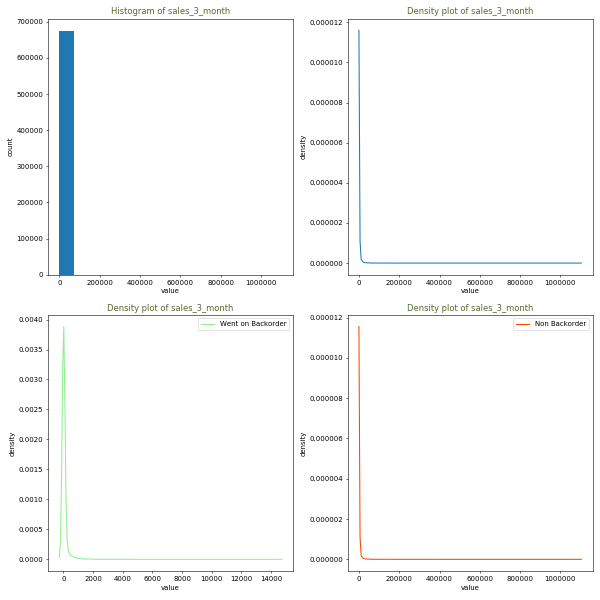 Histogram of sales_3_month
700000
600000
500000
400000
300000
200000
100000
0
count
0 200000 400000 600000 800000 1000000
value
Density plot of sales_3_month
0.000012
0.000010
0.000008
0.000006
0.000004
0.000002
0.000000
density
0 200000 400000 600000 800000 1000000
value
Density plot of sales_3_month
Went on Backorder
0.0040
0.0035
0.0030
0.0025
0.0020
0.0015
0.0010
0.0005
0.0000
density
0 2000 4000 6000 8000 10000 12000 14000
value
Density plot of sales_3_month
Non Backorder
0.000012
0.000010
0.000008
0.000006
0.000004
0.000002
0.000000
density
0 200000 400000 600000 800000 1000000
value